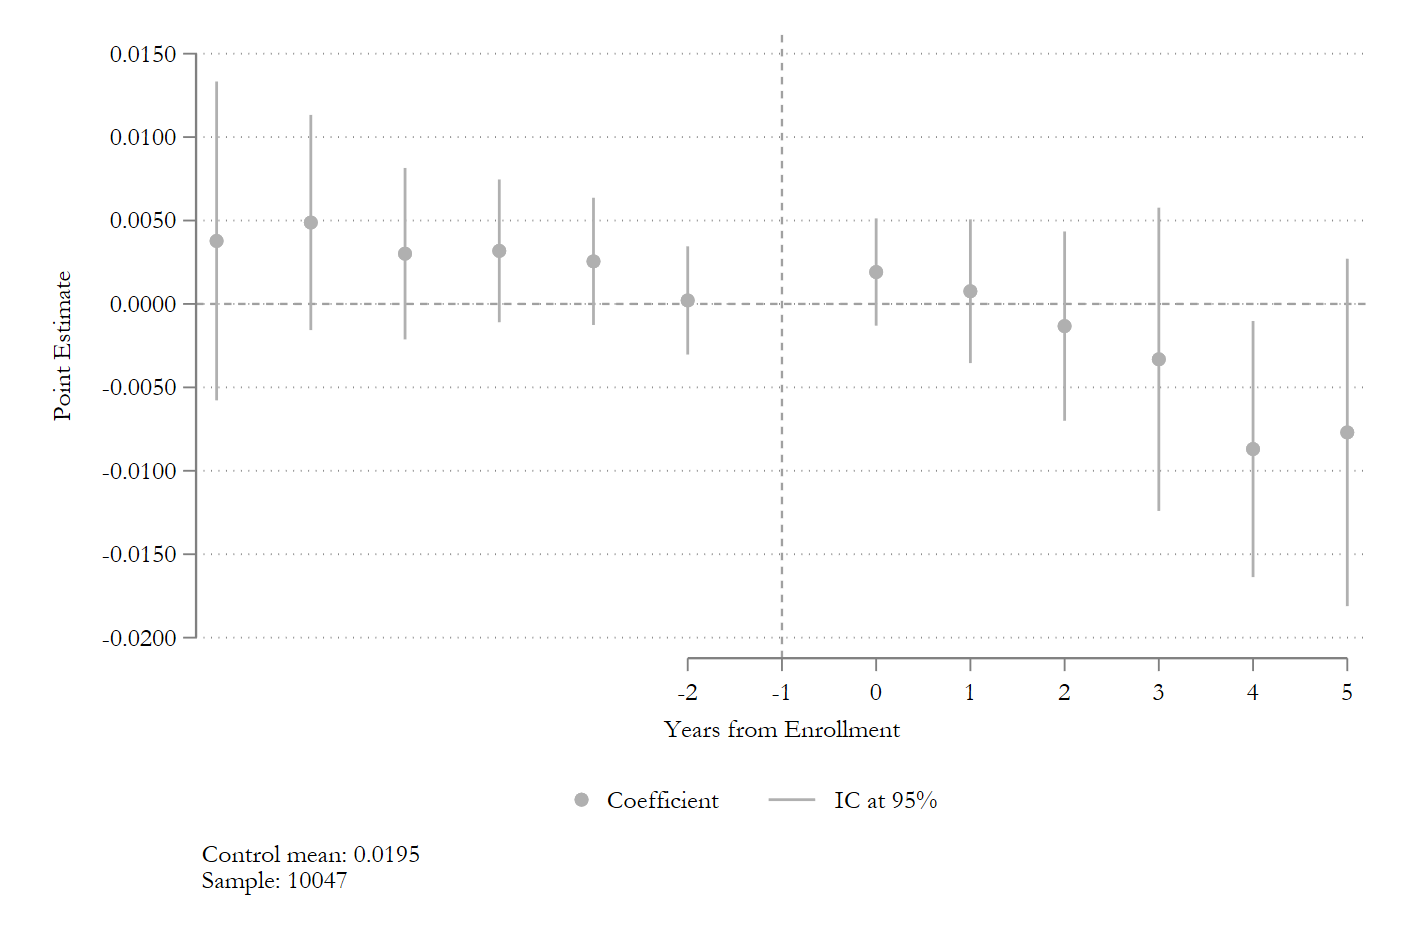 0.0150
0.0100
0.0050
0.0000
-0.0050
-0.0100
-0.0150
-0.0200
Point Estimate
-2 -1 0 1 2 3 4 5
Years from Enrollment
Coefficient IC at 95%
Control mean: 0.0195
Sample: 10047